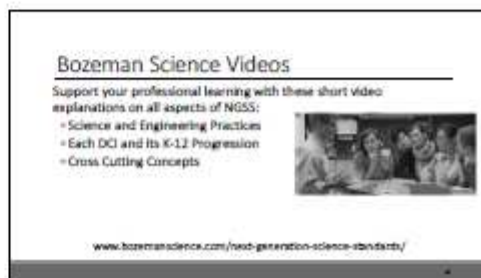 Bozeman Science Videos
Support your professional learning with these short video
explanations on all aspects of NGSS:
▪ Science and Engineering Practices
▪ Each DCI and its K-12 Progression
▪ Cross Cutting Concepts
www.bozemanscience.com/next-generation-science-standards/